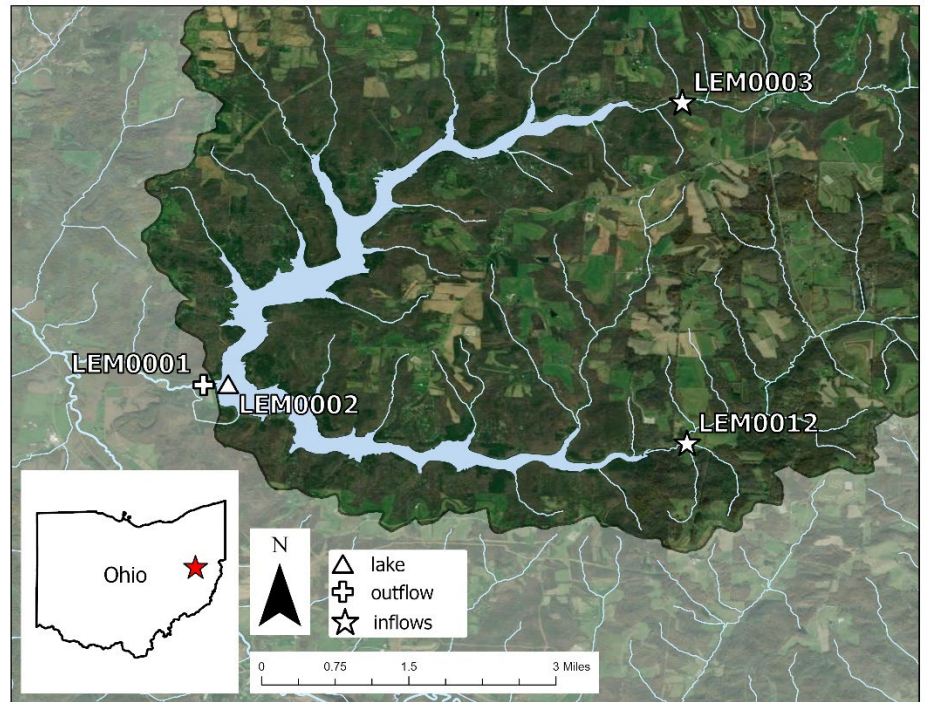 LEM0003
LEM0001
LEM0002
LEM0012
Ohio
N
lake
outflow
inflows
0 0.75 1.5 3 Miles